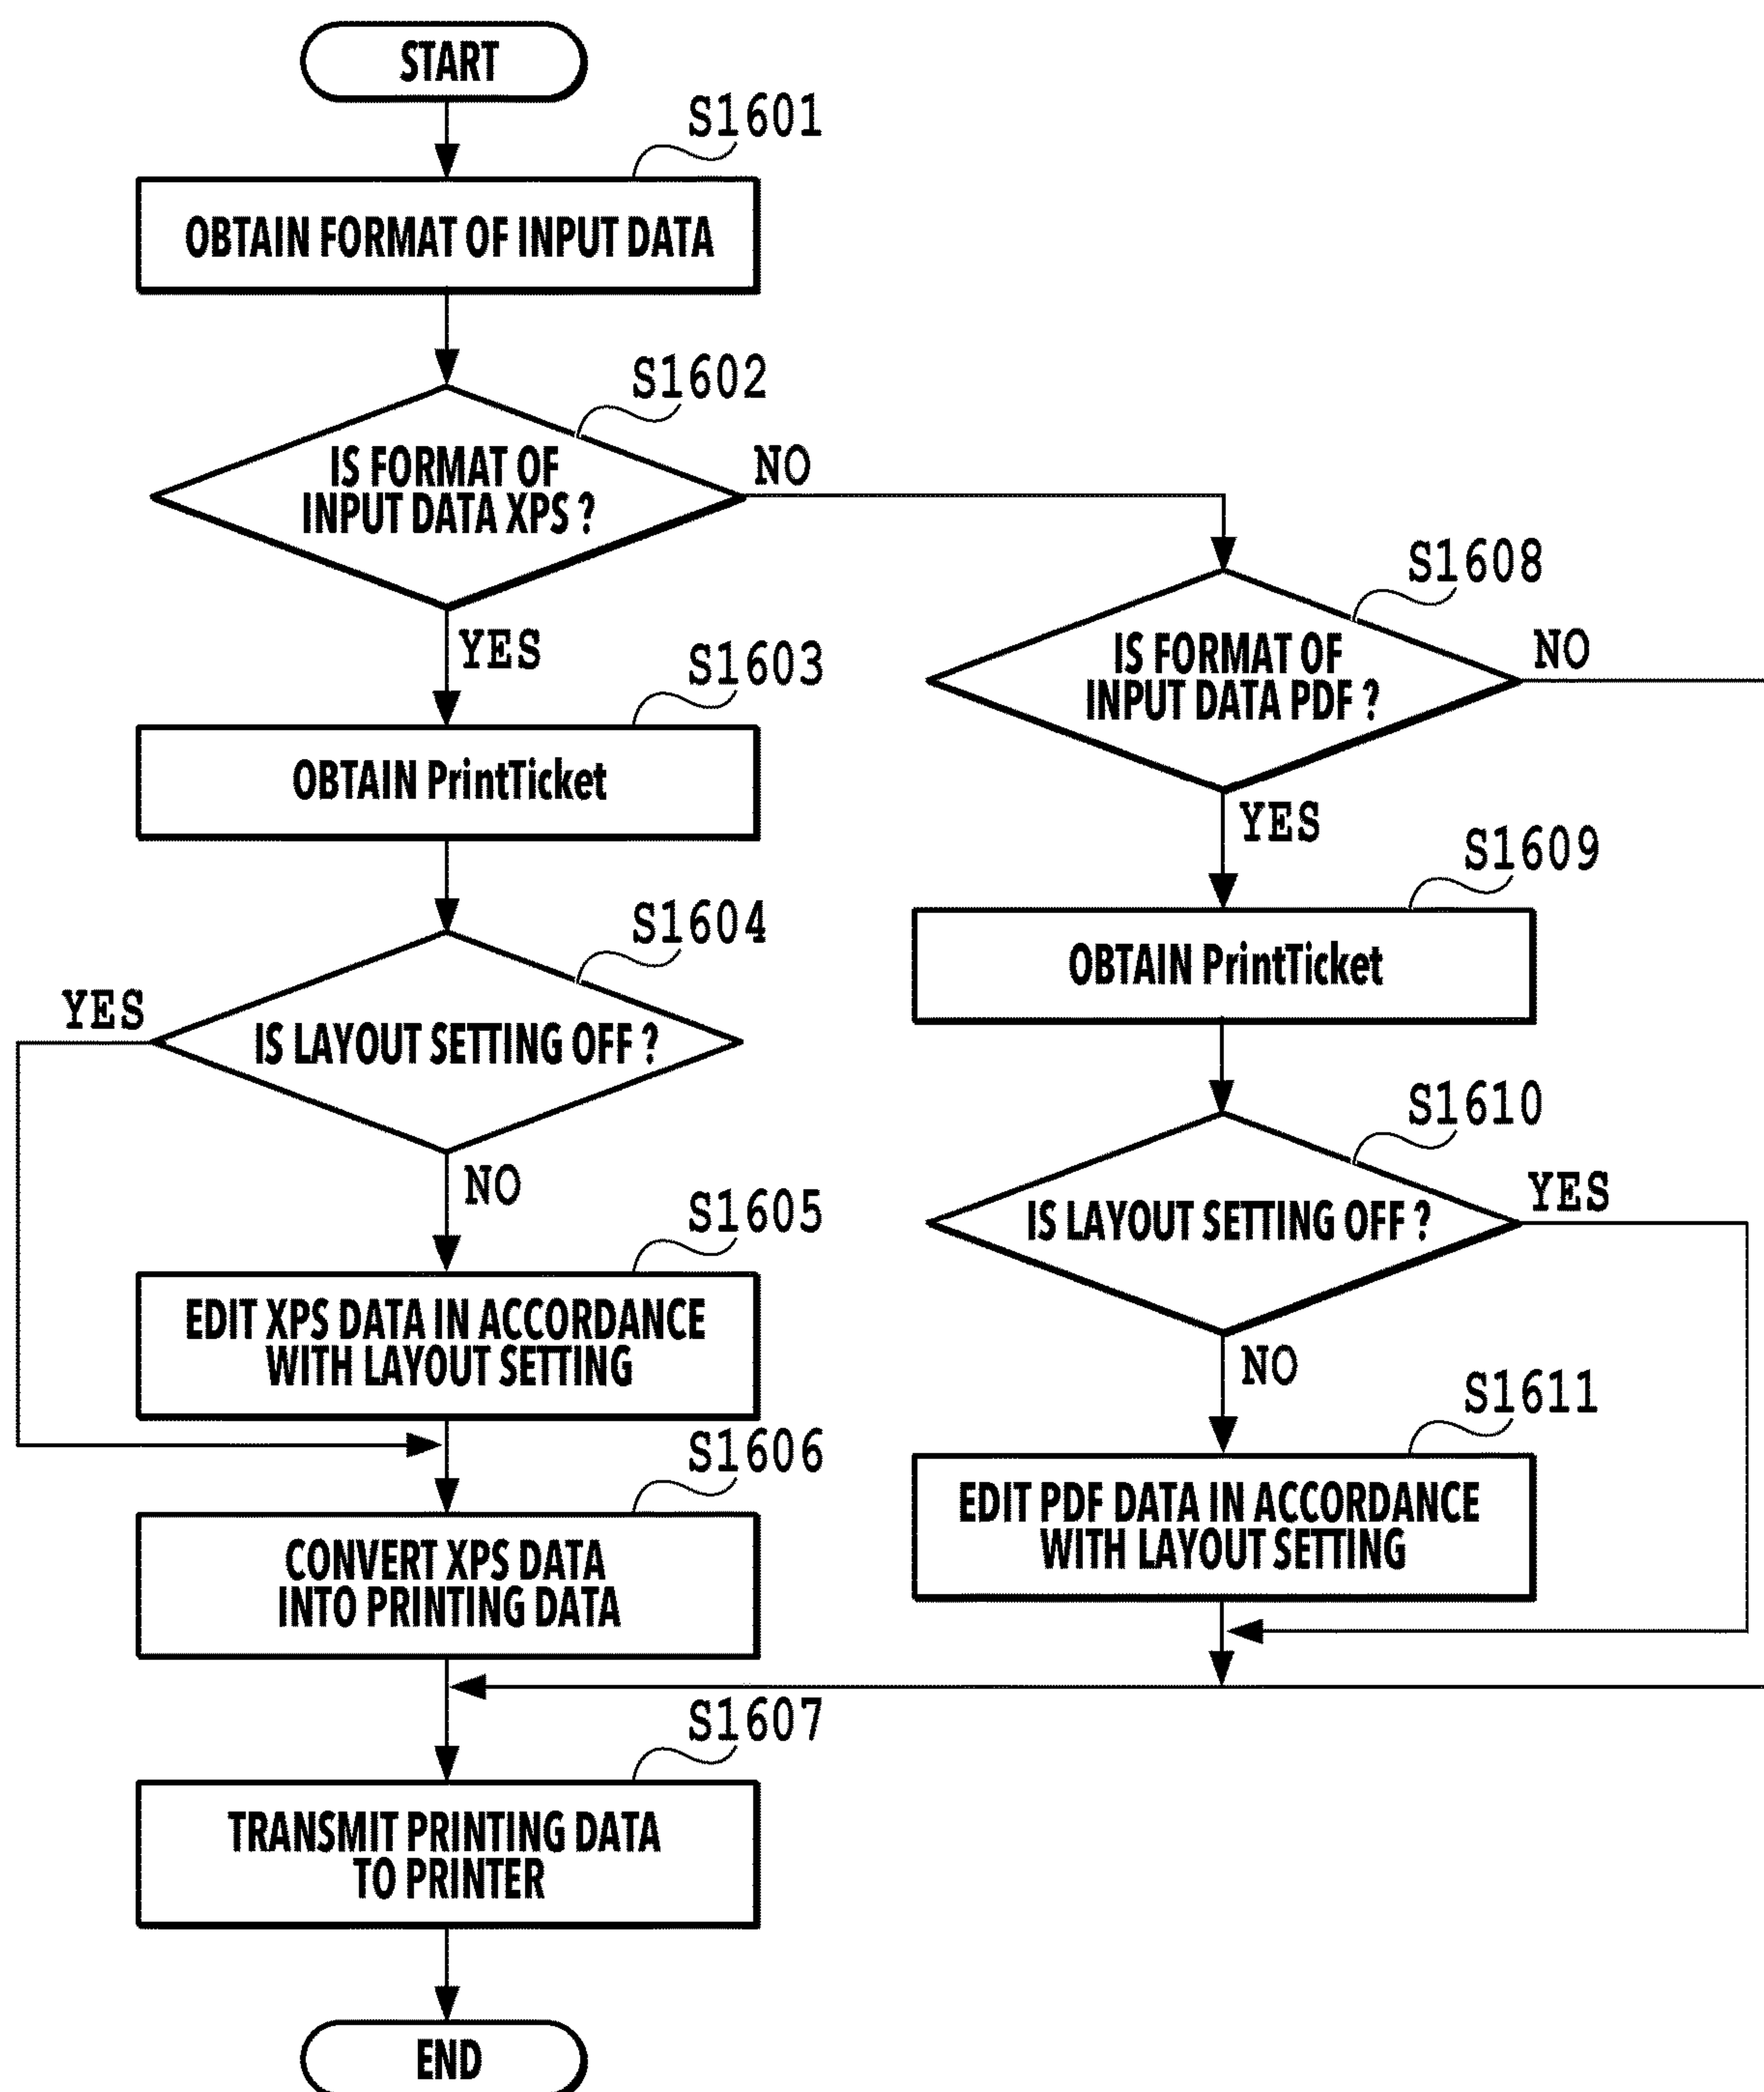 START
S1601
OBTAIN FORMAT OF INPUT DATA
S1602
IS FORMAT OF
INPUT DATA XPS ?
NO
YES
S1603
OBTAIN PrintTicket
S1604
YES
IS LAYOUT SETTING OFF ?
NO
S1605
EDIT XPS DATA IN ACCORDANCE
WITH LAYOUT SETTING
S1606
CONVERT XPS DATA
INTO PRINTING DATA
S1607
TRANSMIT PRINTING DATA
TO PRINTER
END
S1608
IS FORMAT OF
INPUT DATA PDF ?
NO
YES
S1609
OBTAIN PrintTicket
S1610
IS LAYOUT SETTING OFF ?
YES
NO
S1611
EDIT PDF DATA IN ACCORDANCE
WITH LAYOUT SETTING